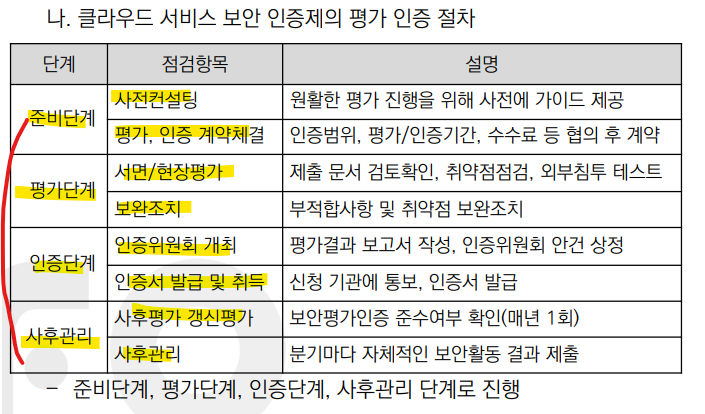 나. 클라우드 서비스 보안 인증제의 평가 인증 절차
단계 점검항목 설명
준비단계 사전컨설팅 원활한 평가 진행을 위해 사전에 가이드 제공
평가, 인증 계약체결 인증범위, 평가/인증기간, 수수료 등 협의 후 계약
평가단계 서면/현장평가 제출 문서 검토확인, 취약점점검, 외부침투 테스트
보완조치 부적합사항 및 취약점 보완조치
인증단계 인증위원회 개최 평가결과 보고서 작성, 인증위원회 안건 상정
인증서 발급 및 취득 신청 기관에 통보, 인증서 발급
사후관리 사후평가 갱신평가 보안평가인증 준수여부 확인(매년 1회)
사후관리 분기마다 자체적인 보안활동 결과 제출
– 준비단계, 평가단계, 인증단계, 사후관리 단계로 진행